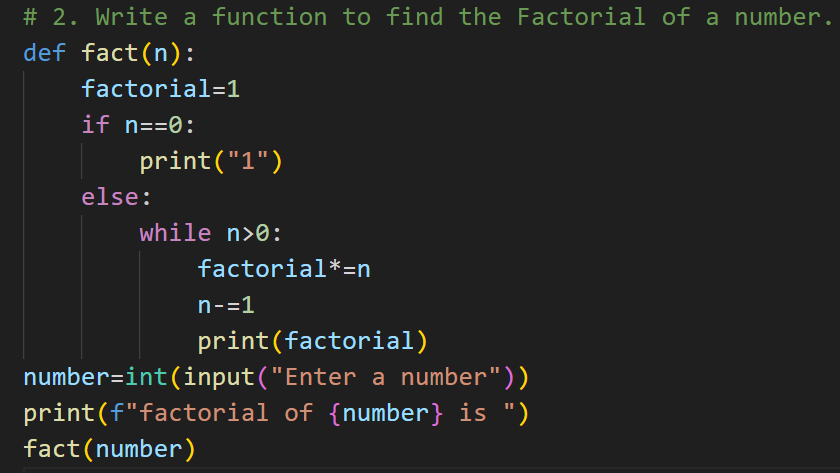 # 2. Write a function to find the Factorial of a number.
def fact(n):
    factorial=1
    if n==0:
        print("1")
    else:
        while n>0:
            factorial*=n
            n-=1
            print(factorial)
number=int(input("Enter a number"))
print(f"factorial of {number} is ")
fact(number)